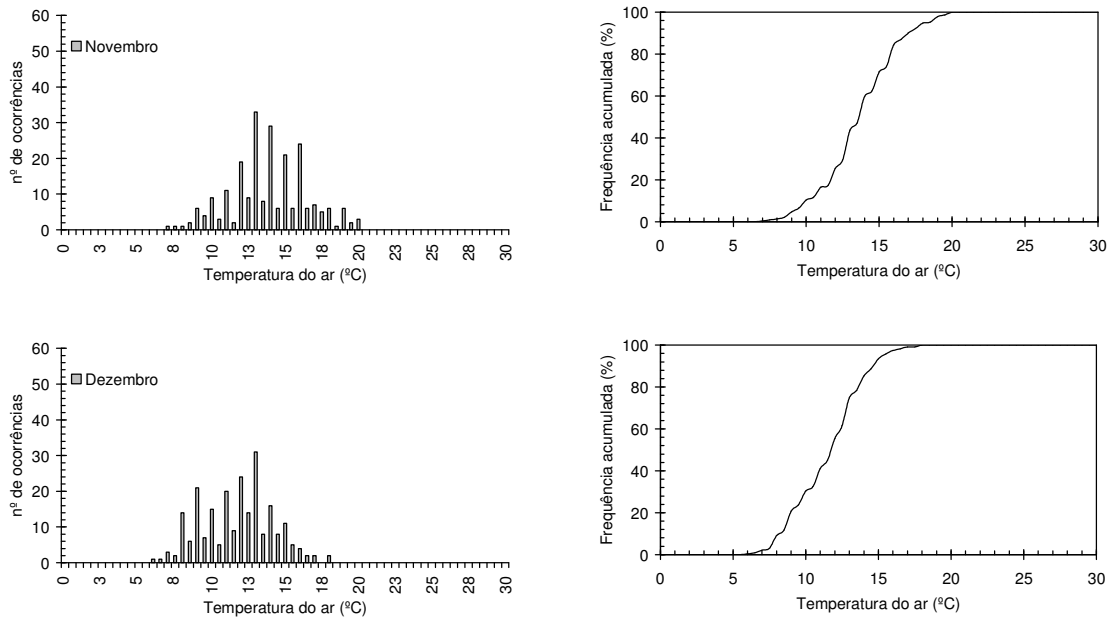 60
50
40
30
20
10
0
nº de ocorrências
Novembro
0 3 5 8 10 13 15 18 20 23 25 28 30
Temperatura do ar (ºC)
100
80
60
40
20
0
Frequência acumulada (%)
0 5 10 15 20 25 30
Temperatura do ar (ºC)
60
50
40
30
20
10
0
nº de ocorrências
Dezembro
0 3 5 8 10 13 15 18 20 23 25 28 30
Temperatura do ar (ºC)
100
80
60
40
20
0
Frequência acumulada (%)
0 5 10 15 20 25 30
Temperatura do ar (ºC)